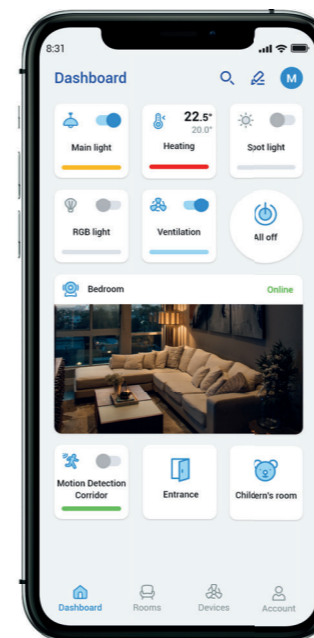 8:31
Dashboard
M
22.5°
20.0°
Main light
Heating
Spot light
RGB light
Ventilation
All off
Bedroom
Online
Motion Detection
Corridor
Entrance
Childern's room
Dashboard
Rooms
Devices
Account